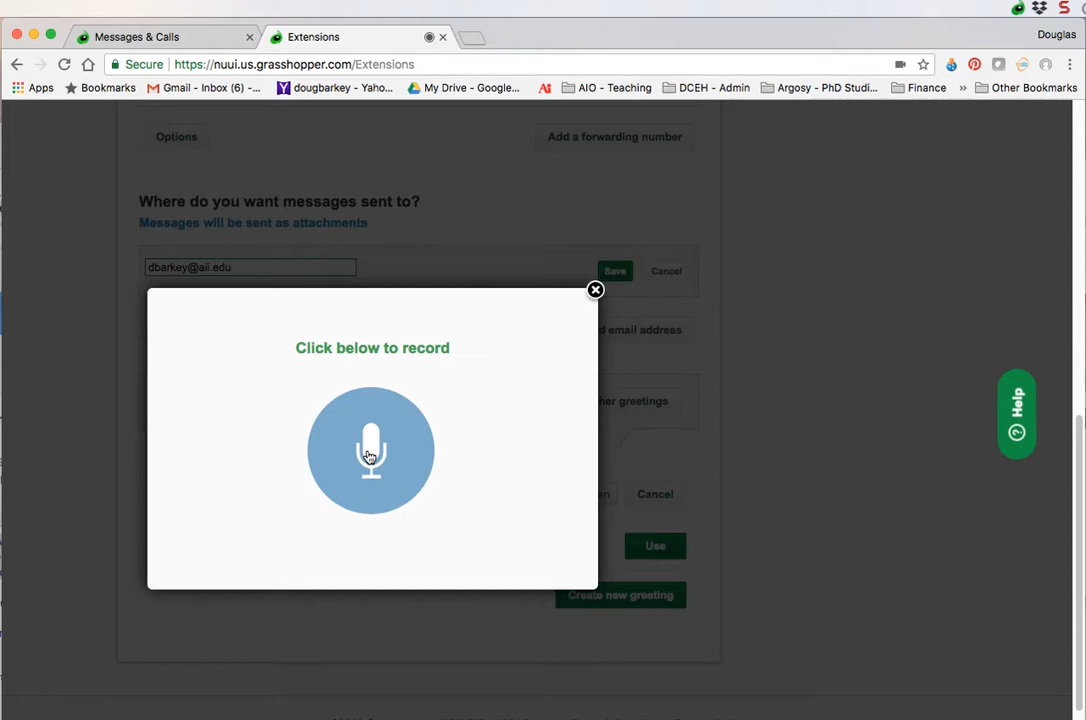 Messages & Calls
Extensions
Douglas
Secure
https://nuui.us.grasshopper.com/Extensions
Apps
Bookmarks
Gmail - Inbox (6) -...
dougbarkey - Yaho...
My Drive - Google...
AIO - Teaching
DCEH - Admin
Argosy - PhD Studi...
Finance
» Other Bookmarks
Options
Add a forwarding number
Where do you want messages sent to?
Messages will be sent as attachments
dbarkey@aii.edu
Save
Cancel
d email address
Click below to record
her greetings
Help
en
Cancel
Use
Create new greeting